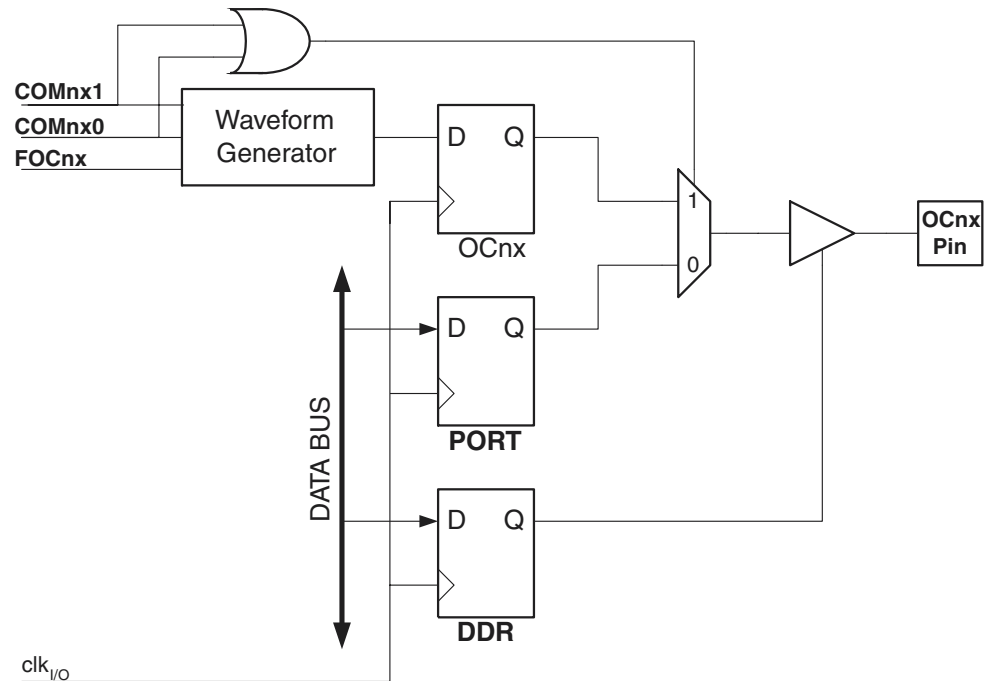 COMnx1
COMnx0
FOCnx
Waveform
Generator
D Q
OCnx
1
0
OCnx
Pin
D Q
PORT
DATA BUS
D Q
DDR
clkI/O